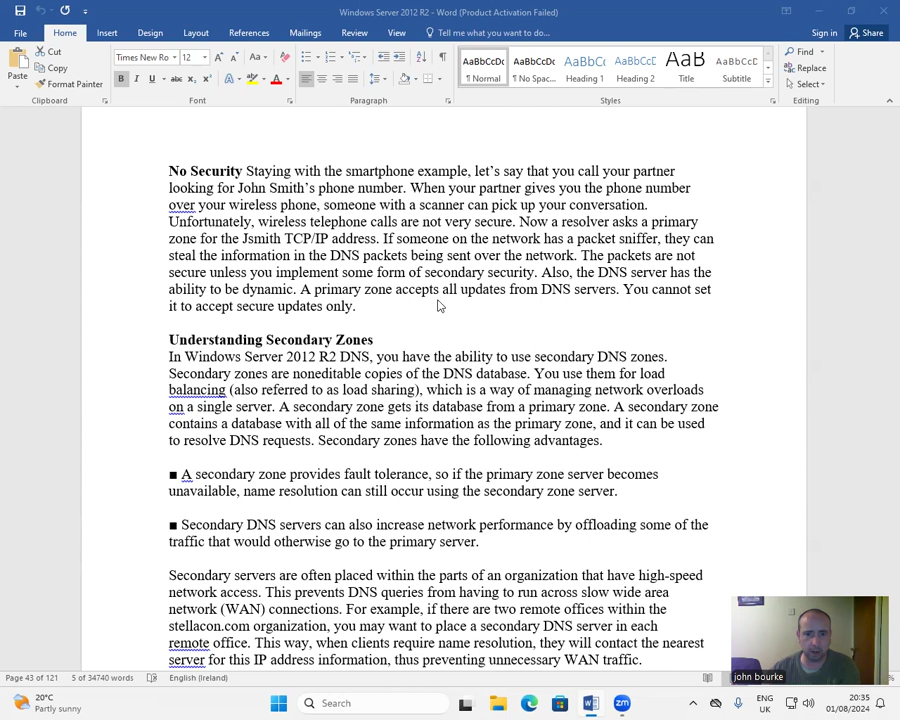 Windows Server 2012 R2 - Word (Product Activation Failed)
File Home Insert Design Layout References Mailings Review View Tell me what you want to do... Sign in Share
Cut
Copy
Format Painter
Paste
Times New Ro 12
Aa
B I U abc x₂ x²
AaBbCcDc AaBbCcDc AaBbCc AaBbCcD AaB AaBbCcD
¶ Normal ¶ No Spac... Heading 1 Heading 2 Title Subtitle
Find
Replace
Select
Clipboard Font Paragraph Styles Editing
No Security Staying with the smartphone example, let’s say that you call your partner
looking for John Smith’s phone number. When your partner gives you the phone number
over your wireless phone, someone with a scanner can pick up your conversation.
Unfortunately, wireless telephone calls are not very secure. Now a resolver asks a primary
zone for the Jsmith TCP/IP address. If someone on the network has a packet sniffer, they can
steal the information in the DNS packets being sent over the network. The packets are not
secure unless you implement some form of secondary security. Also, the DNS server has the
ability to be dynamic. A primary zone accepts all updates from DNS servers. You cannot set
it to accept secure updates only.
Understanding Secondary Zones
In Windows Server 2012 R2 DNS, you have the ability to use secondary DNS zones.
Secondary zones are noneditable copies of the DNS database. You use them for load
balancing (also referred to as load sharing), which is a way of managing network overloads
on a single server. A secondary zone gets its database from a primary zone. A secondary zone
contains a database with all of the same information as the primary zone, and it can be used
to resolve DNS requests. Secondary zones have the following advantages.
■ A secondary zone provides fault tolerance, so if the primary zone server becomes
unavailable, name resolution can still occur using the secondary zone server.
■ Secondary DNS servers can also increase network performance by offloading some of the
traffic that would otherwise go to the primary server.
Secondary servers are often placed within the parts of an organization that have high-speed
network access. This prevents DNS queries from having to run across slow wide area
network (WAN) connections. For example, if there are two remote offices within the
stellacon.com organization, you may want to place a secondary DNS server in each
remote office. This way, when clients require name resolution, they will contact the nearest
server for this IP address information, thus preventing unnecessary WAN traffic.
john bourke
Page 43 of 121 5 of 34740 words English (Ireland) %
20°C
Partly sunny
Search
ENG
UK
20:35
01/08/2024